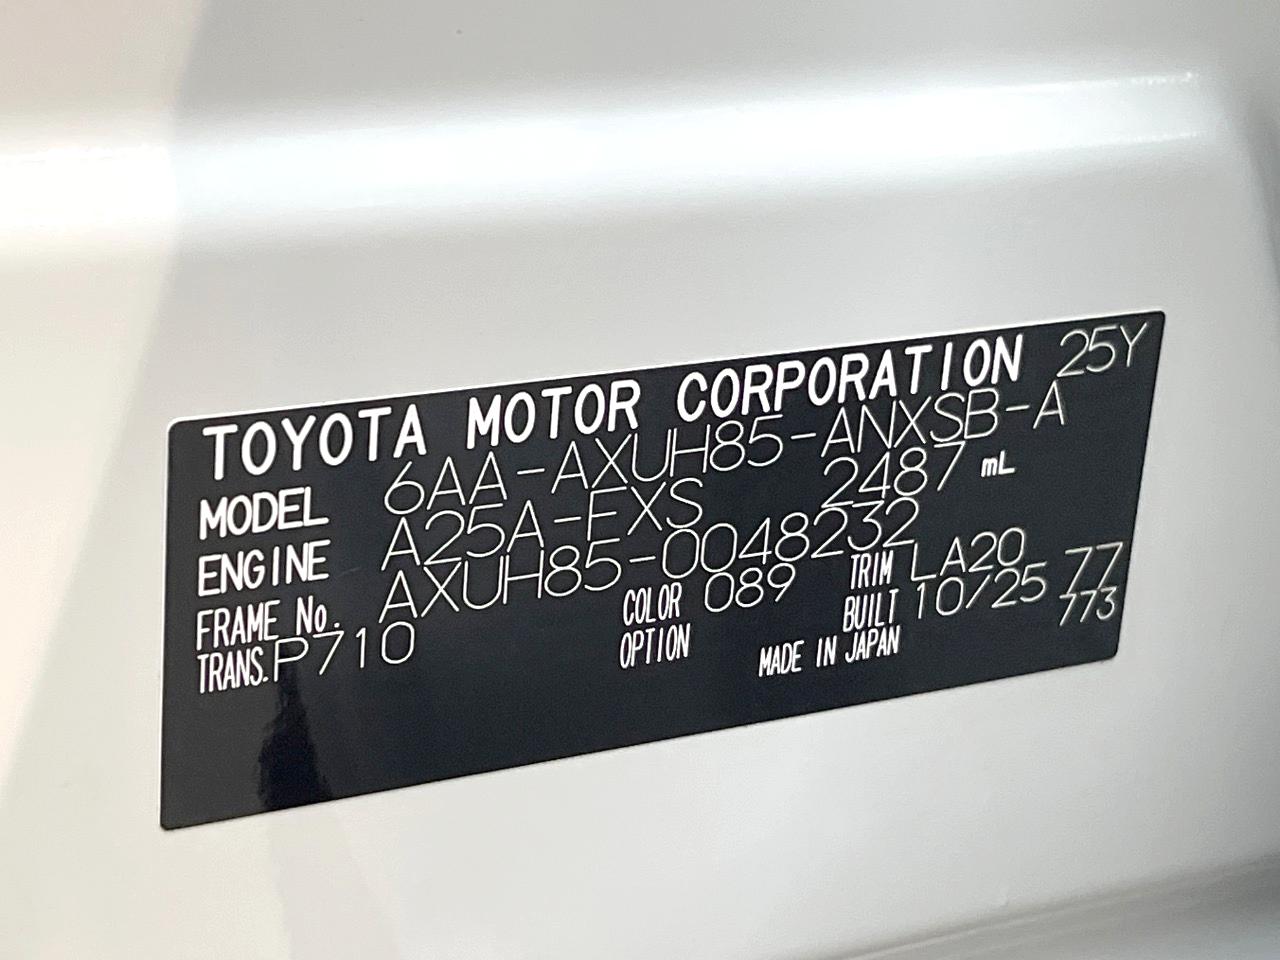 TOYOTA MOTOR CORPORATION 25Y
MODEL 6AA-AXUH85-ANXSB-A
ENGINE A25A-FXS 2487 mL
FRAME No. AXUH85-0048232
COLOR 089 TRIM LA20 77
TRANS. P710 OPTION BUILT 10/25 773
MADE IN JAPAN